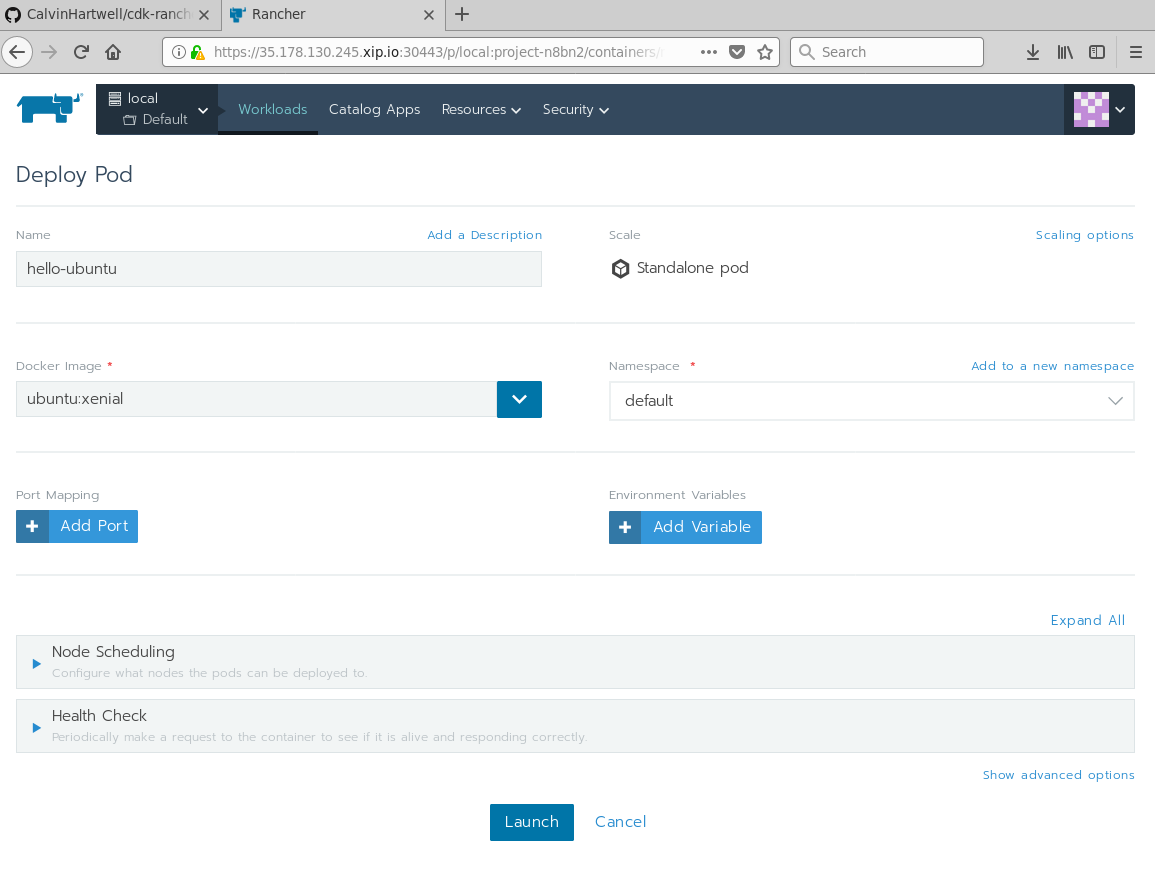 CalvinHartwell/cdk-ranch
Rancher
https://35.178.130.245.xip.io:30443/p/local:project-n8bn2/containers/
Search
local
Default
Workloads
Catalog Apps
Resources
Security
Deploy Pod
Name
Add a Description
Scale
Scaling options
hello-ubuntu
Standalone pod
Docker Image *
Namespace *
Add to a new namespace
ubuntu:xenial
default
Port Mapping
Environment Variables
Add Port
Add Variable
Expand All
Node Scheduling
Configure what nodes the pods can be deployed to.
Health Check
Periodically make a request to the container to see if it is alive and responding correctly.
Show advanced options
Launch
Cancel